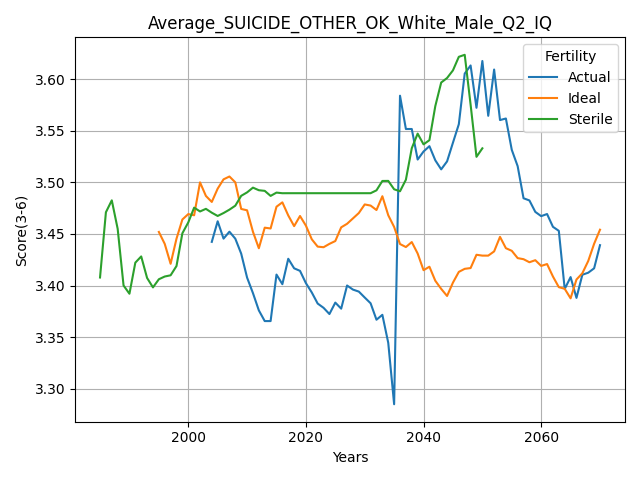 Average_SUICIDE_OTHER_OK_White_Male_Q2_IQ
Fertility
Actual
Ideal
Sterile
Score(3-6)
3.60
3.55
3.50
3.45
3.40
3.35
3.30
2000
2020
2040
2060
Years